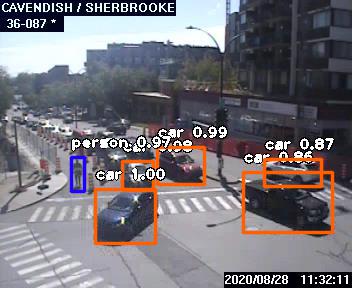 CAVENDISH / SHERBROOKE
36-087 *
car 0.99
person 0.97
car 0.87
car 0.86
car 1.00
2020/08/28 11:32:11